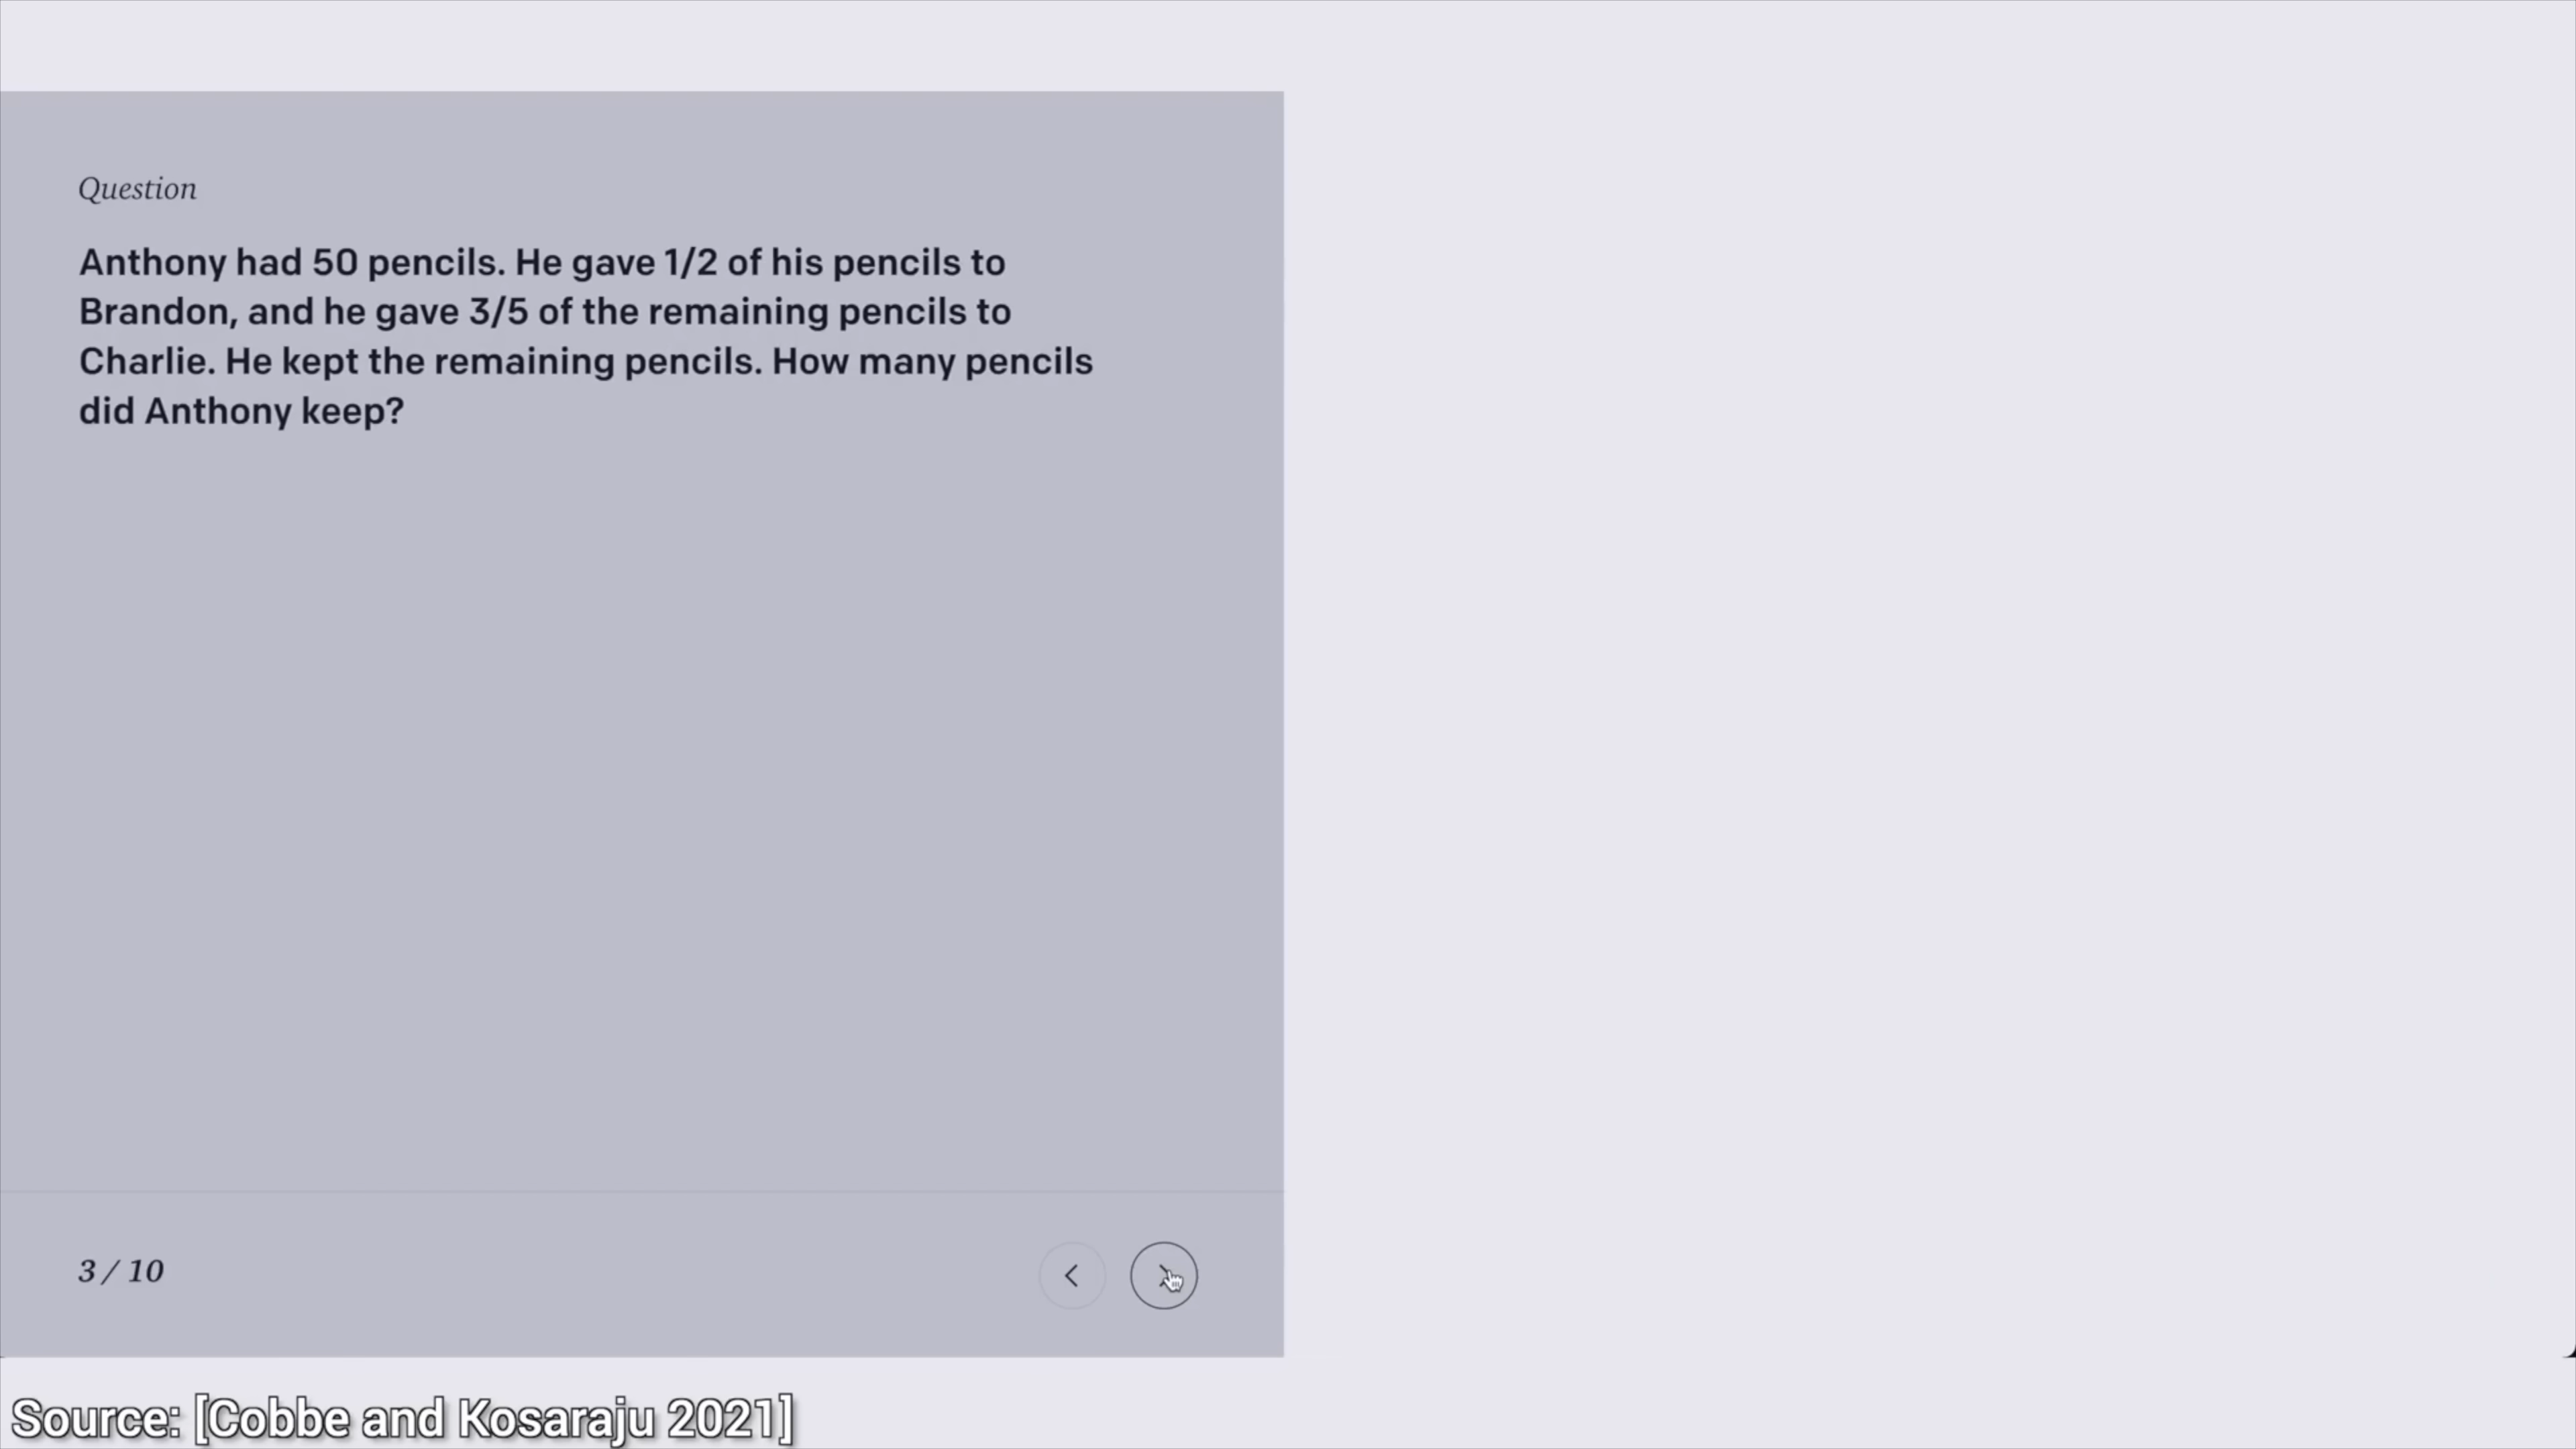 Question
Anthony had 50 pencils. He gave 1/2 of his pencils to
Brandon, and he gave 3/5 of the remaining pencils to
Charlie. He kept the remaining pencils. How many pencils
did Anthony keep?
3 / 10
Source: [Cobbe and Kosaraju 2021]